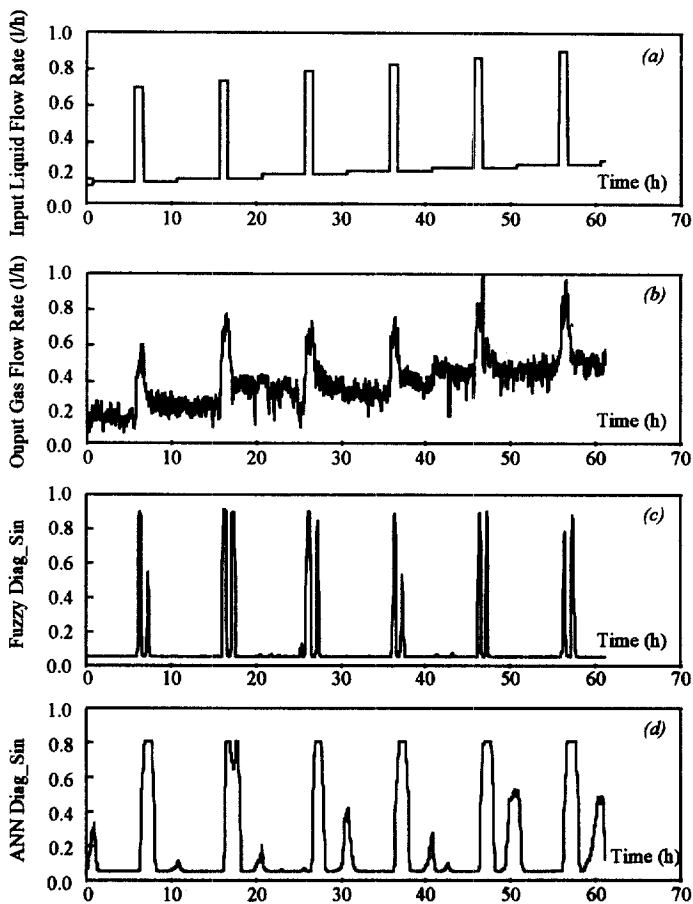 Input Liquid Flow Rate (l/h)
1.0
0.8
0.6
0.4
0.2
0.0
(a)
Time (h)
0 10 20 30 40 50 60 70
Ouput Gas Flow Rate (l/h)
1.0
0.8
0.6
0.4
0.2
0.0
(b)
Time (h)
0 10 20 30 40 50 60 70
Fuzzy Diag_Sin
1.0
0.8
0.6
0.4
0.2
0.0
(c)
Time (h)
0 10 20 30 40 50 60 70
ANN Diag_Sin
1.0
0.8
0.6
0.4
0.2
0.0
(d)
Time (h)
0 10 20 30 40 50 60 70